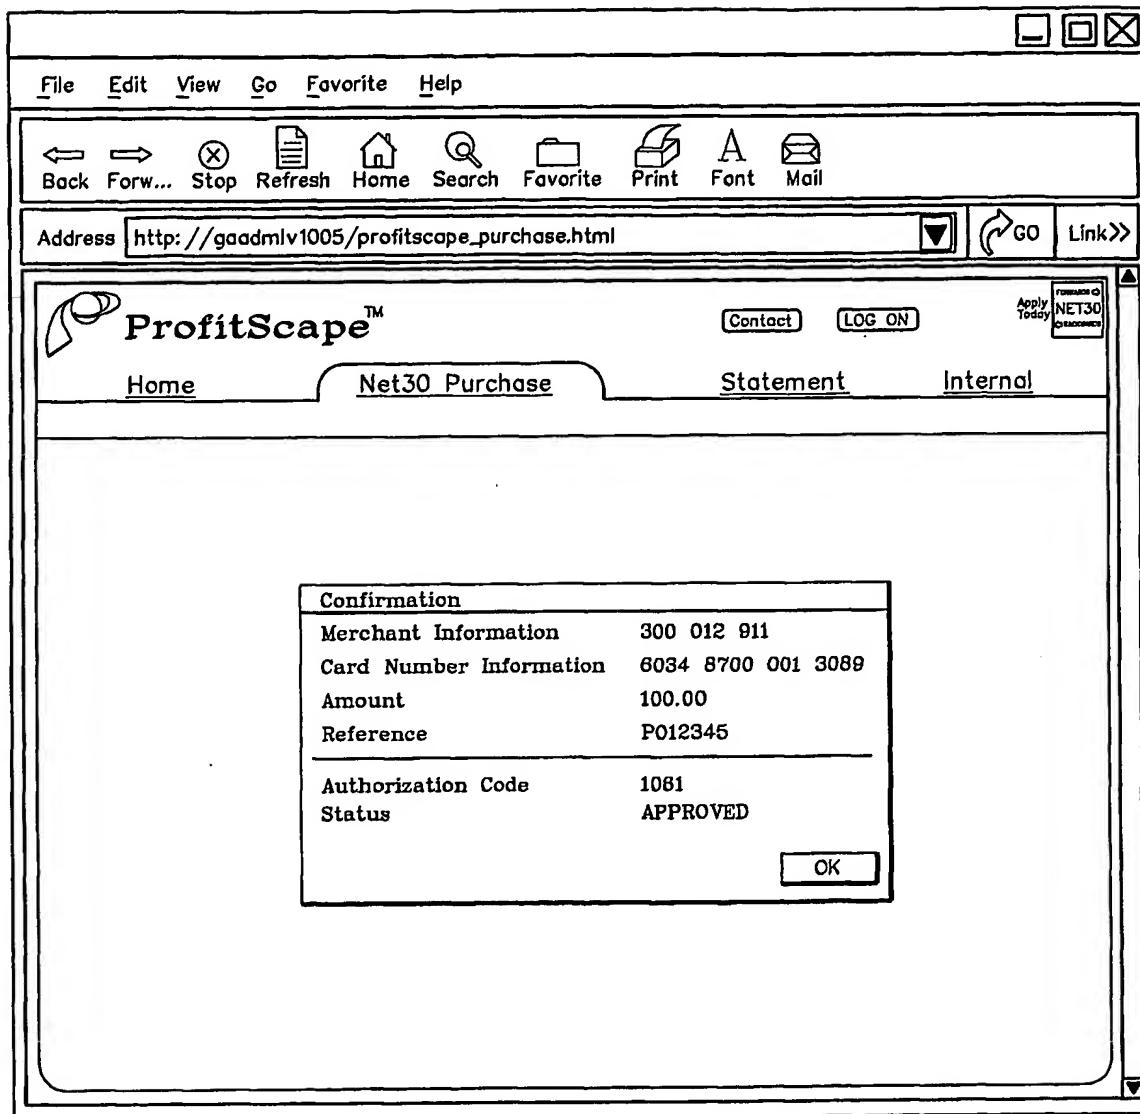 File Edit View Go Favorite Help
Back Forw... Stop Refresh Home Search Favorite Print Font Mail
Address http://gaadmlv1005/profitscape_purchase.html GO Link>>
ProfitScape™ Contact LOG ON Apply Today NET30
Home Net30 Purchase Statement Internal
Confirmation
Merchant Information 300 012 911
Card Number Information 6034 8700 001 3089
Amount 100.00
Reference PO12345
Authorization Code 1081
Status APPROVED
OK